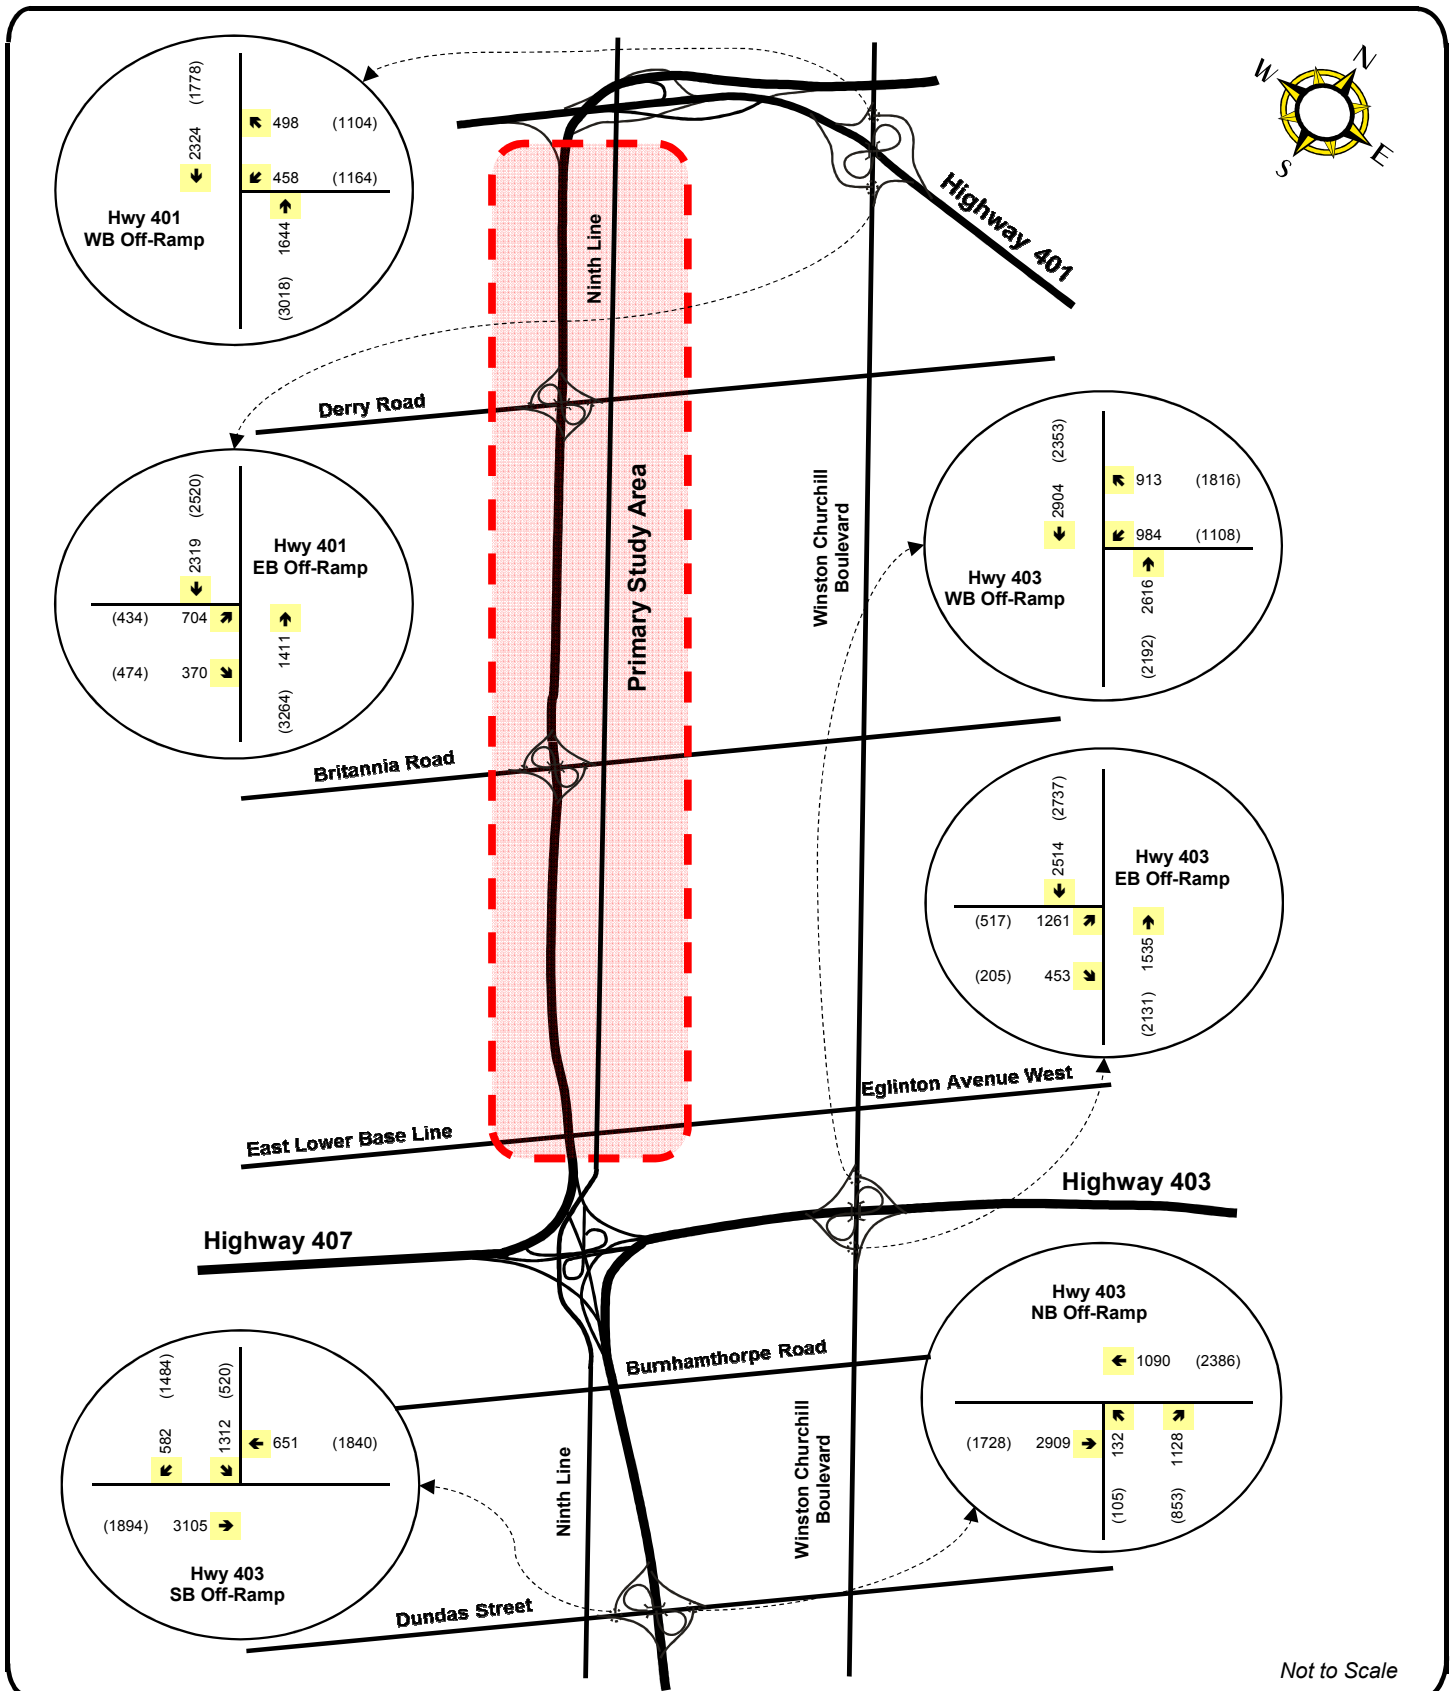 N
W
E
S
(1778)
2324
498 (1104)
458 (1164)
Hwy 401
WB Off-Ramp
1644
(3018)
Highway 401
Ninth Line
Derry Road
(2520)
2319
Hwy 401
EB Off-Ramp
(434) 704
(474) 370
1411
(3264)
Primary Study Area
Winston Churchill
Boulevard
(2353)
2904
913 (1816)
984 (1108)
Hwy 403
WB Off-Ramp
2616
(2192)
Britannia Road
(2737)
2514
Hwy 403
EB Off-Ramp
(517) 1261
(205) 453
1535
(2131)
Eglinton Avenue West
East Lower Base Line
Highway 403
Highway 407
Hwy 403
NB Off-Ramp
1090 (2386)
(1728) 2909
132
1128
(105)
(853)
Burnhamthorpe Road
(1484)
(520)
582
1312
651 (1840)
(1894) 3105
Hwy 403
SB Off-Ramp
Ninth Line
Winston Churchill
Boulevard
Dundas Street
Not to Scale